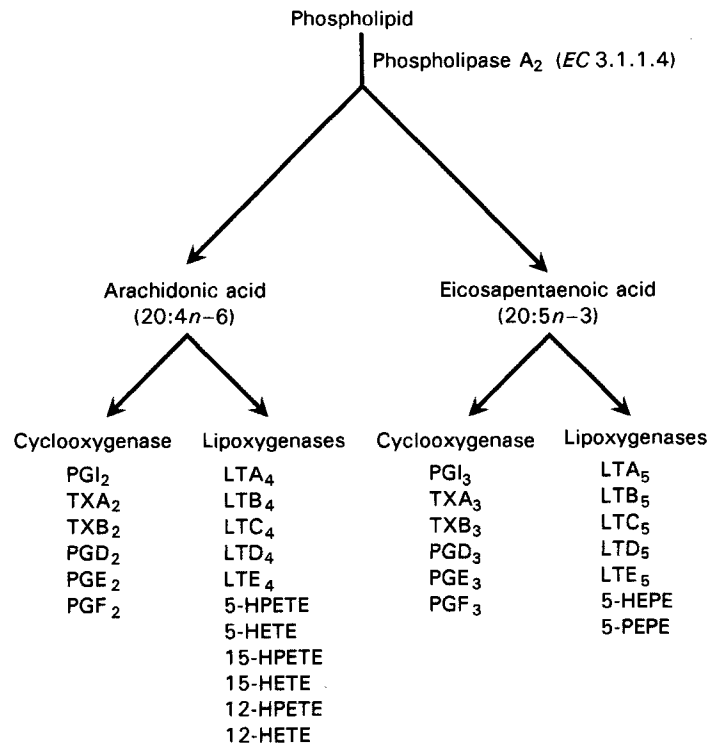 Phospholipid
Phospholipase A₂ (EC 3.1.1.4)
Arachidonic acid
(20:4n−6)
Eicosapentaenoic acid
(20:5n−3)
Cyclooxygenase
PGI₂
TXA₂
TXB₂
PGD₂
PGE₂
PGF₂
Lipoxygenases
LTA₄
LTB₄
LTC₄
LTD₄
LTE₄
5-HPETE
5-HETE
15-HPETE
15-HETE
12-HPETE
12-HETE
Cyclooxygenase
PGI₃
TXA₃
TXB₃
PGD₃
PGE₃
PGF₃
Lipoxygenases
LTA₅
LTB₅
LTC₅
LTD₅
LTE₅
5-HEPE
5-PEPE